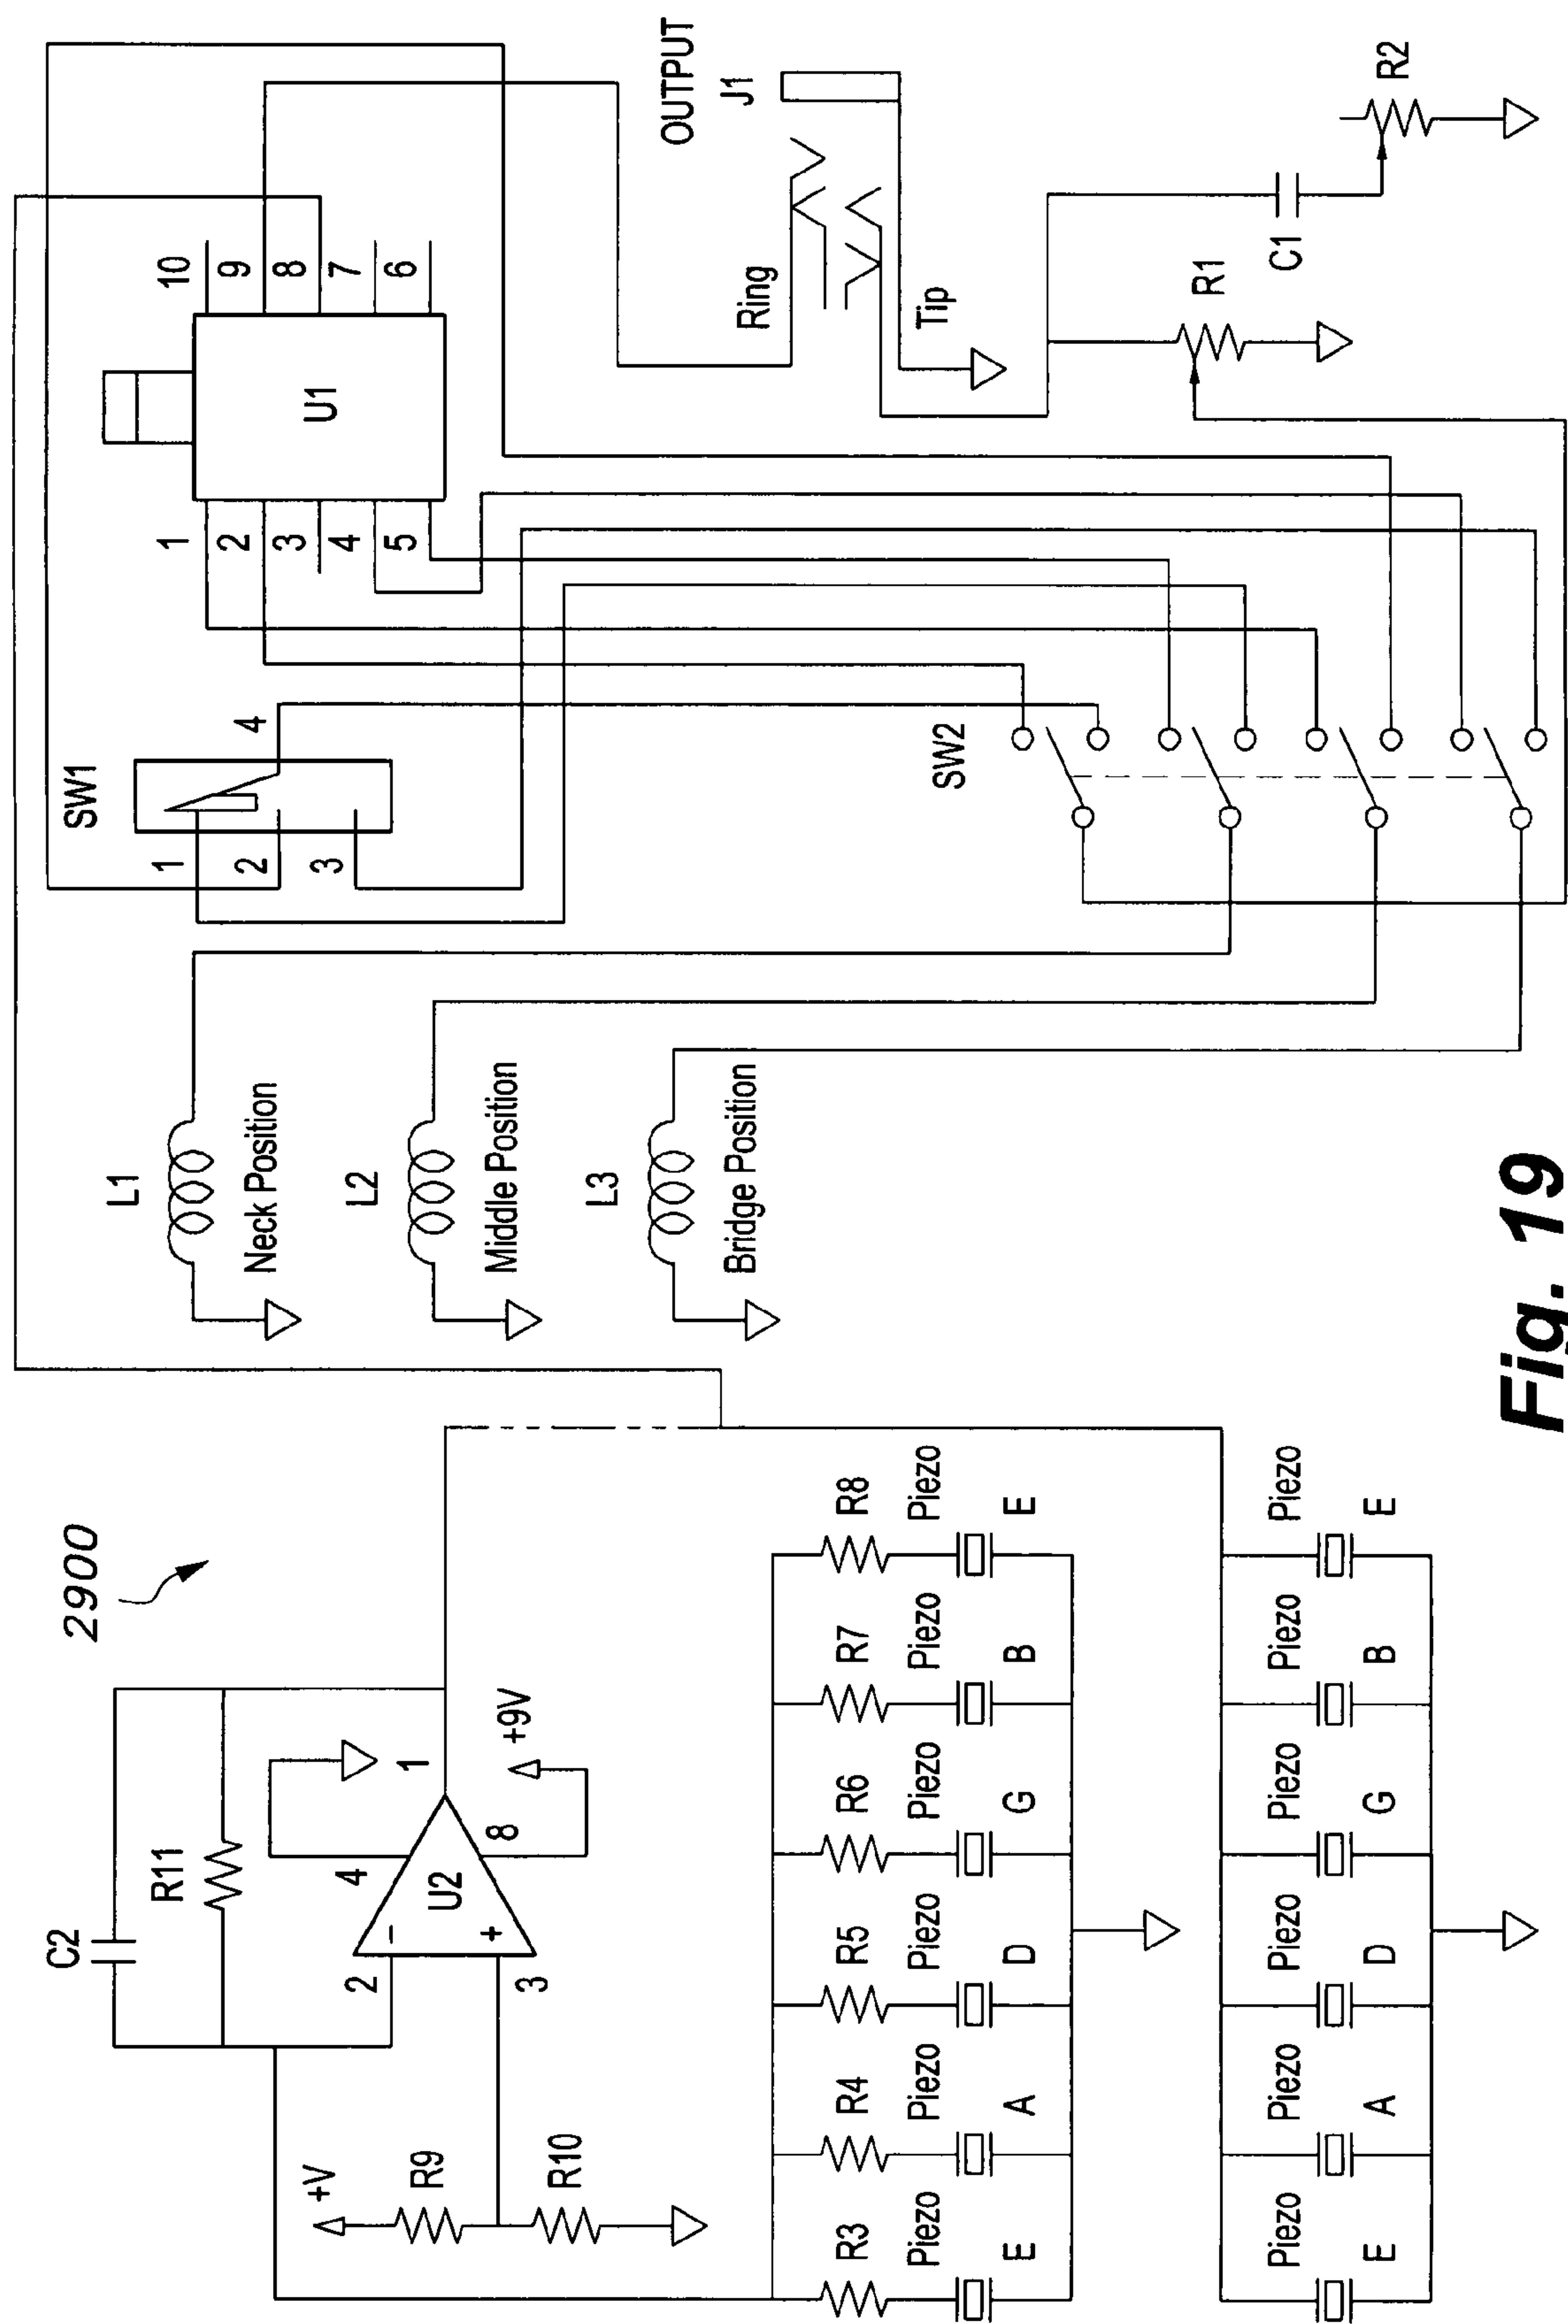 2900
C2
R11
4
1
2
U2
-
+
8
+9V
3
+V
R9
R10
R3
R4
R5
R6
R7
R8
Piezo
Piezo
Piezo
Piezo
Piezo
Piezo
E
A
D
G
B
E
Piezo
Piezo
Piezo
Piezo
Piezo
Piezo
E
A
D
G
B
E
L1
Neck Position
L2
Middle Position
L3
Bridge Position
SW1
1
2
3
4
SW2
U1
1
2
3
4
5
10
9
8
7
6
OUTPUT
J1
Ring
Tip
R1
C1
R2
Fig. 19